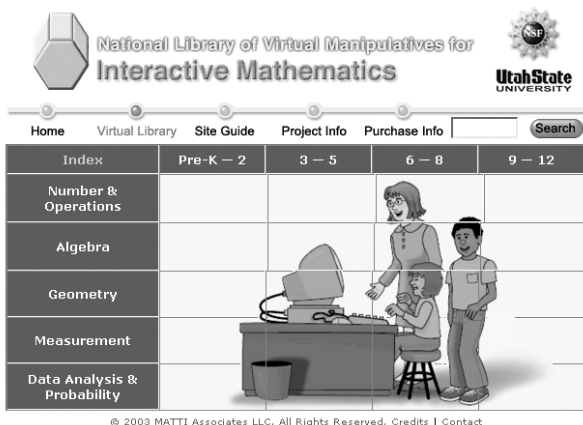 National Library of Virtual Manipulatives for
Interactive Mathematics
NSF
UtahState
UNIVERSITY
Home Virtual Library Site Guide Project Info Purchase Info Search
Index Pre-K — 2 3 — 5 6 — 8 9 — 12
Number &
Operations
Algebra
Geometry
Measurement
Data Analysis &
Probability
© 2003 MATTI Associates LLC. All Rights Reserved. Credits | Contact